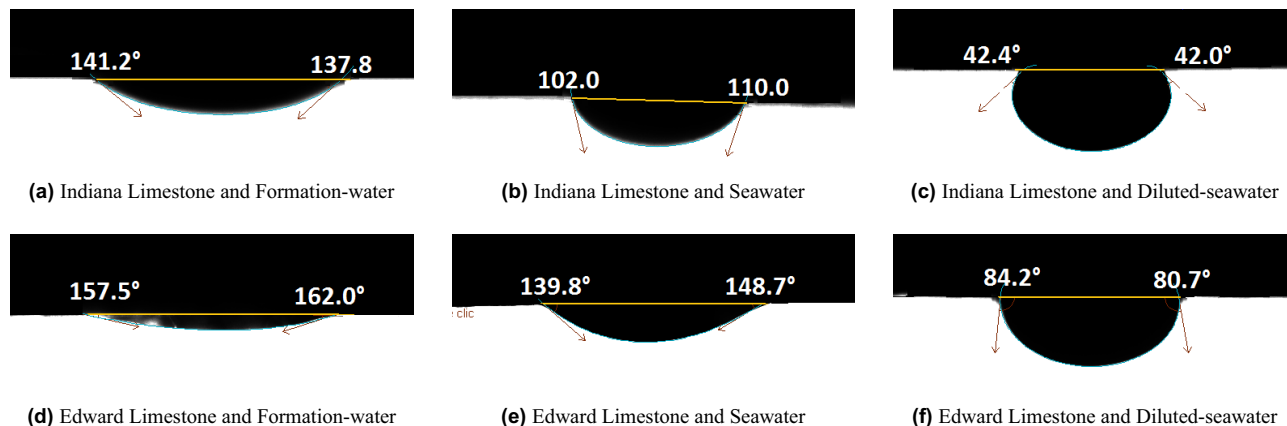 141.2° 137.8
102.0 110.0
42.4° 42.0°
(a) Indiana Limestone and Formation-water
(b) Indiana Limestone and Seawater
(c) Indiana Limestone and Diluted-seawater
157.5° 162.0°
139.8° 148.7°
84.2° 80.7°
e clic
(d) Edward Limestone and Formation-water
(e) Edward Limestone and Seawater
(f) Edward Limestone and Diluted-seawater